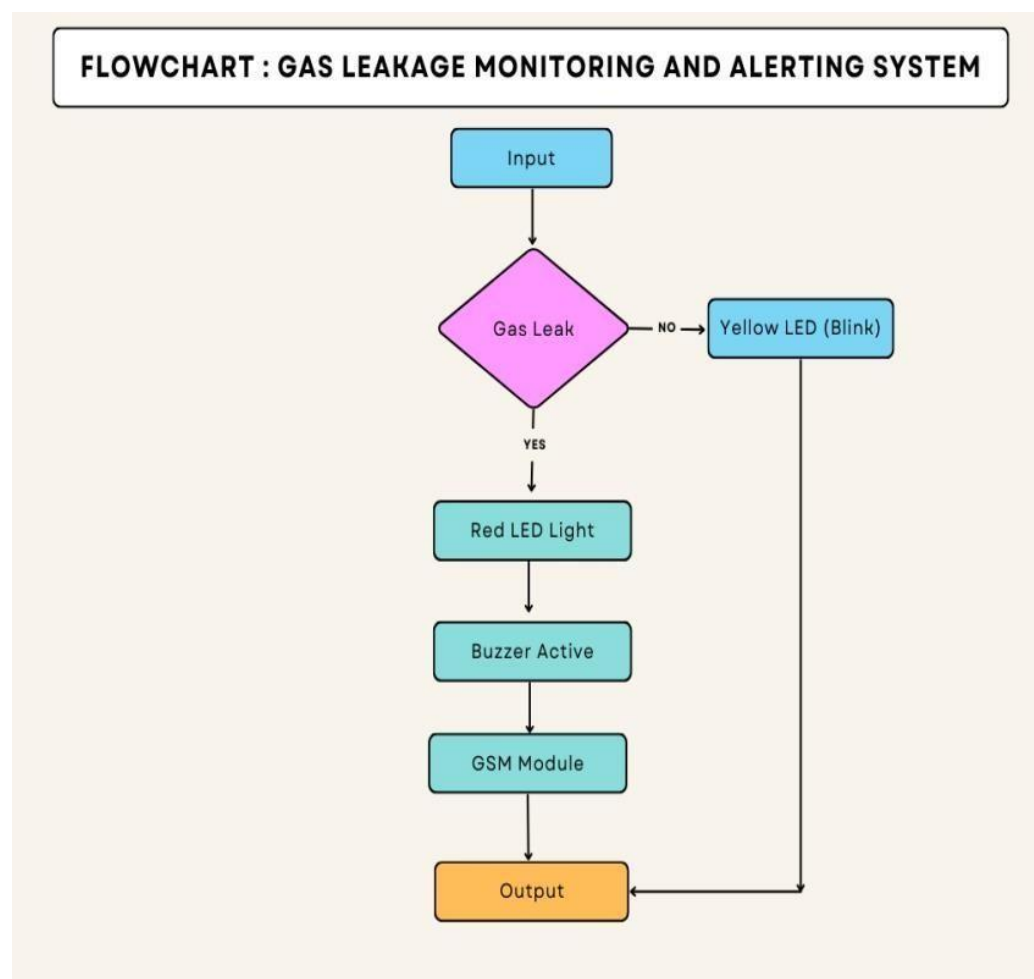 FLOWCHART : GAS LEAKAGE MONITORING AND ALERTING SYSTEM
Input
Gas Leak
NO
Yellow LED (Blink)
YES
Red LED Light
Buzzer Active
GSM Module
Output